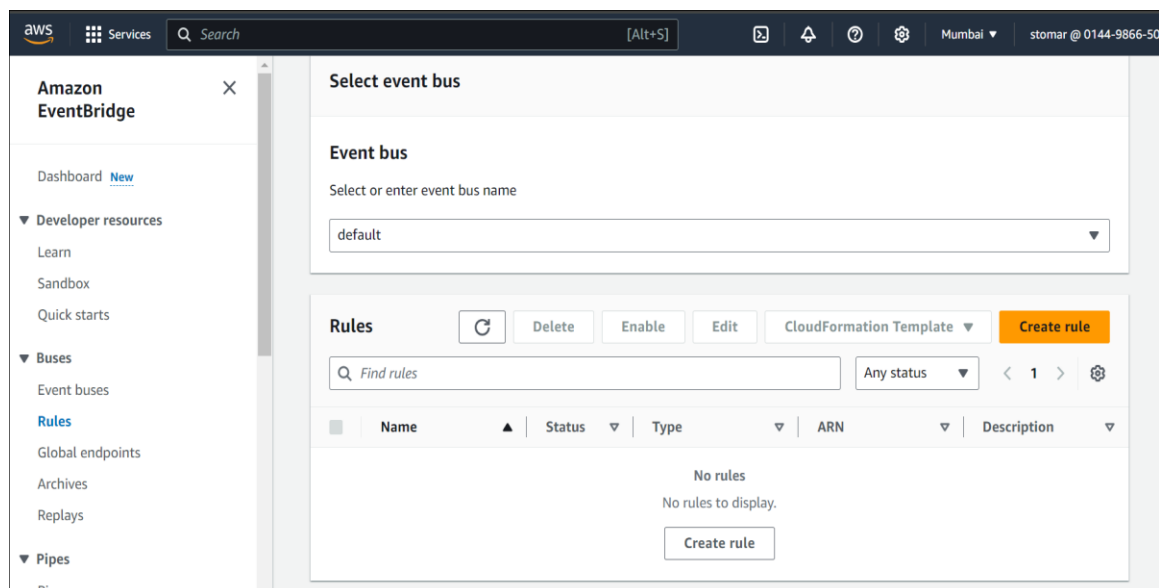 aws
Services
Search
[Alt+S]
Mumbai
stomar @ 0144-9866-50
Amazon
EventBridge
Dashboard New
Developer resources
Learn
Sandbox
Quick starts
Buses
Event buses
Rules
Global endpoints
Archives
Replays
Pipes
Select event bus
Event bus
Select or enter event bus name
default
Rules
Delete
Enable
Edit
CloudFormation Template
Create rule
Find rules
Any status
1
Name
Status
Type
ARN
Description
No rules
No rules to display.
Create rule